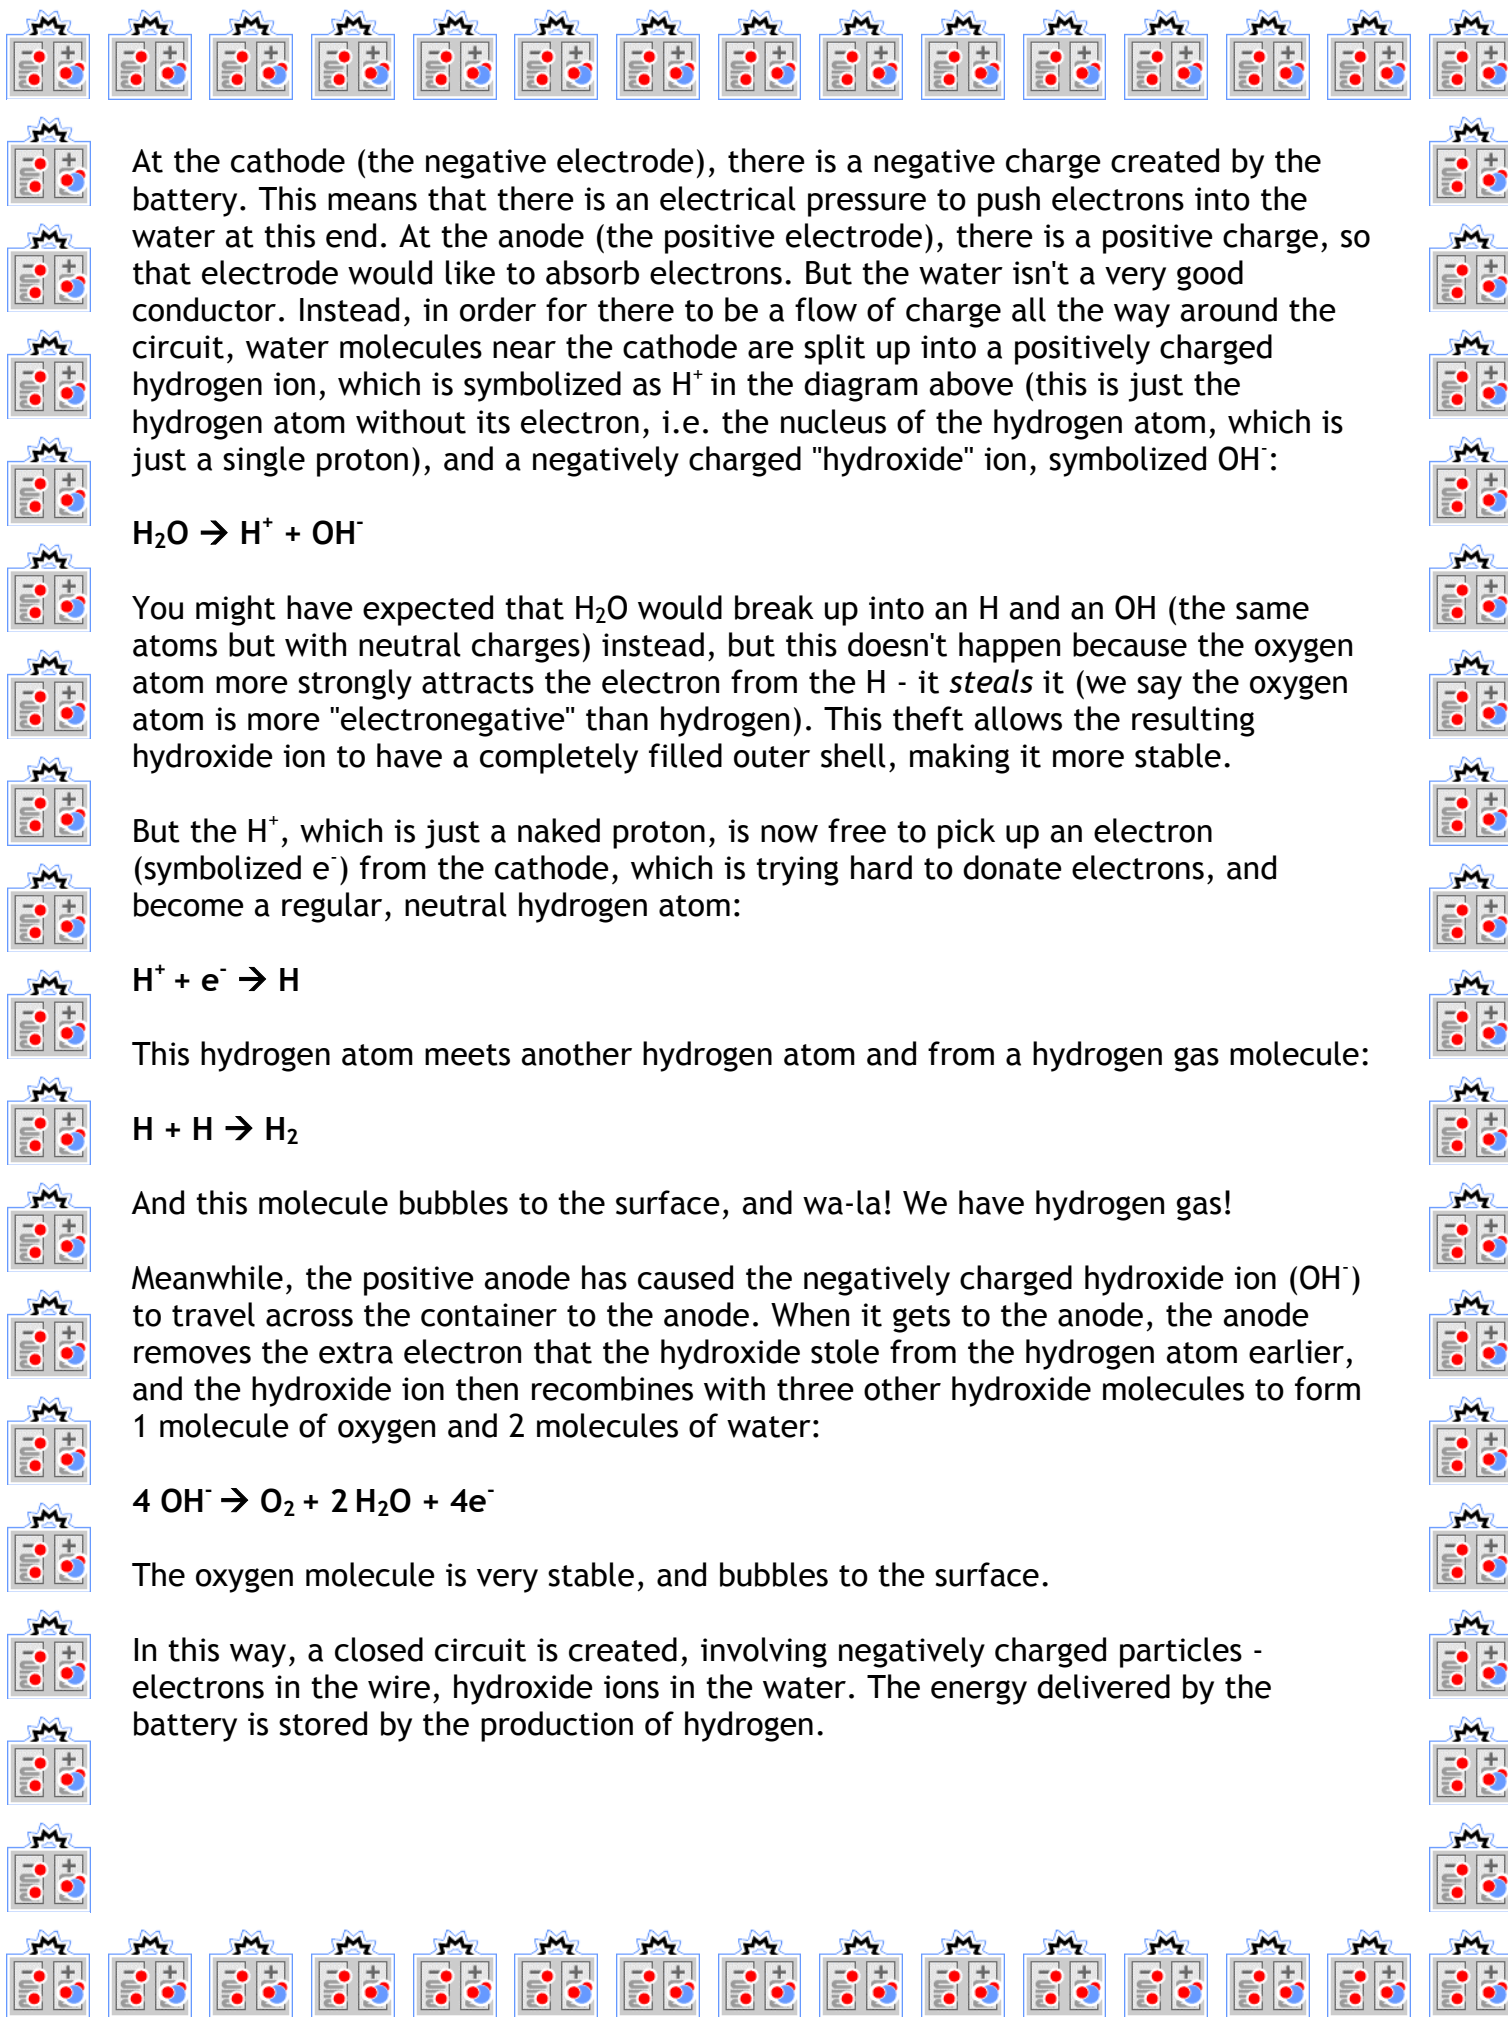 At the cathode (the negative electrode), there is a negative charge created by the
battery. This means that there is an electrical pressure to push electrons into the
water at this end. At the anode (the positive electrode), there is a positive charge, so
that electrode would like to absorb electrons. But the water isn't a very good
conductor. Instead, in order for there to be a flow of charge all the way around the
circuit, water molecules near the cathode are split up into a positively charged
hydrogen ion, which is symbolized as H⁺ in the diagram above (this is just the
hydrogen atom without its electron, i.e. the nucleus of the hydrogen atom, which is
just a single proton), and a negatively charged "hydroxide" ion, symbolized OH⁻:
H₂O → H⁺ + OH⁻
You might have expected that H₂O would break up into an H and an OH (the same
atoms but with neutral charges) instead, but this doesn't happen because the oxygen
atom more strongly attracts the electron from the H - it steals it (we say the oxygen
atom is more "electronegative" than hydrogen). This theft allows the resulting
hydroxide ion to have a completely filled outer shell, making it more stable.
But the H⁺, which is just a naked proton, is now free to pick up an electron
(symbolized e⁻) from the cathode, which is trying hard to donate electrons, and
become a regular, neutral hydrogen atom:
H⁺ + e⁻ → H
This hydrogen atom meets another hydrogen atom and from a hydrogen gas molecule:
H + H → H₂
And this molecule bubbles to the surface, and wa-la! We have hydrogen gas!
Meanwhile, the positive anode has caused the negatively charged hydroxide ion (OH⁻)
to travel across the container to the anode. When it gets to the anode, the anode
removes the extra electron that the hydroxide stole from the hydrogen atom earlier,
and the hydroxide ion then recombines with three other hydroxide molecules to form
1 molecule of oxygen and 2 molecules of water:
4 OH⁻ → O₂ + 2 H₂O + 4e⁻
The oxygen molecule is very stable, and bubbles to the surface.
In this way, a closed circuit is created, involving negatively charged particles -
electrons in the wire, hydroxide ions in the water. The energy delivered by the
battery is stored by the production of hydrogen.